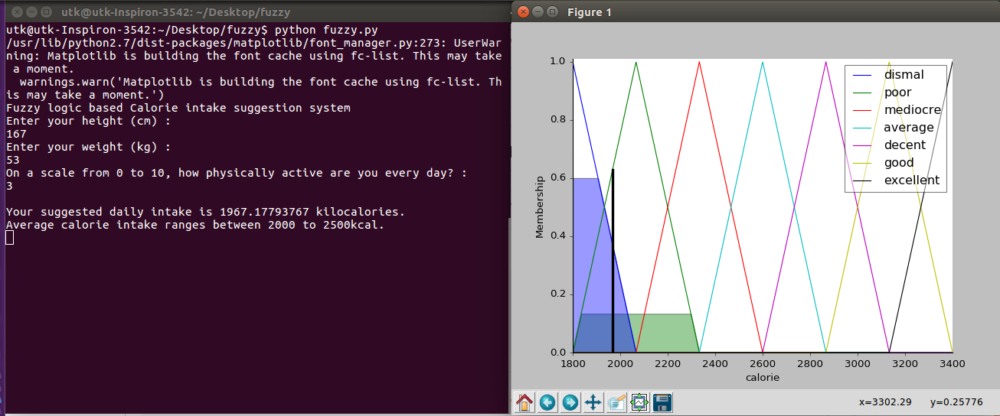 utk@utk-Inspiron-3542: ~/Desktop/fuzzy
utk@utk-Inspiron-3542:~/Desktop/fuzzy$ python fuzzy.py
/usr/lib/python2.7/dist-packages/matplotlib/font_manager.py:273: UserWar
ning: Matplotlib is building the font cache using fc-list. This may take
 a moment.
  warnings.warn('Matplotlib is building the font cache using fc-list. Th
is may take a moment.')
Fuzzy logic based Calorie intake suggestion system
Enter your height (cm) :
167
Enter your weight (kg) :
53
On a scale from 0 to 10, how physically active are you every day? :
3
Your suggested daily intake is 1967.17793767 kilocalories.
Average calorie intake ranges between 2000 to 2500kcal.
Figure 1
1.0
0.8
0.6
0.4
0.2
0.0
Membership
dismal
poor
mediocre
average
decent
good
excellent
1800 2000 2200 2400 2600 2800 3000 3200 3400
calorie
x=3302.29 y=0.25776